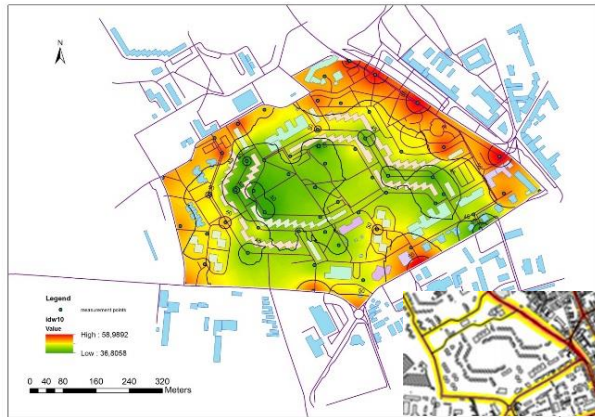 N
Legend
measurement points
idw10
Value
High : 58,9892
Low : 36,8058
0 40 80 160 240 320
Meters